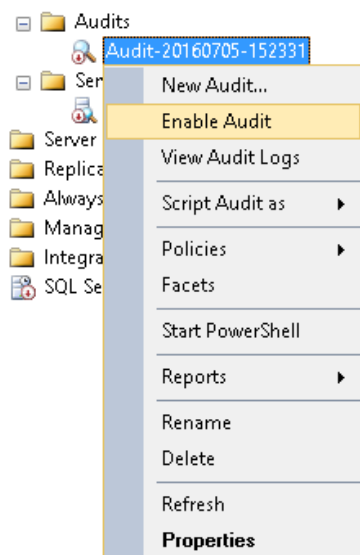 Audits
Audit-20160705-152331
Ser
New Audit...
Enable Audit
Server
View Audit Logs
Replica
Always
Script Audit as
Manag
Policies
Integra
Facets
SQL Se
Start PowerShell
Reports
Rename
Delete
Refresh
Properties